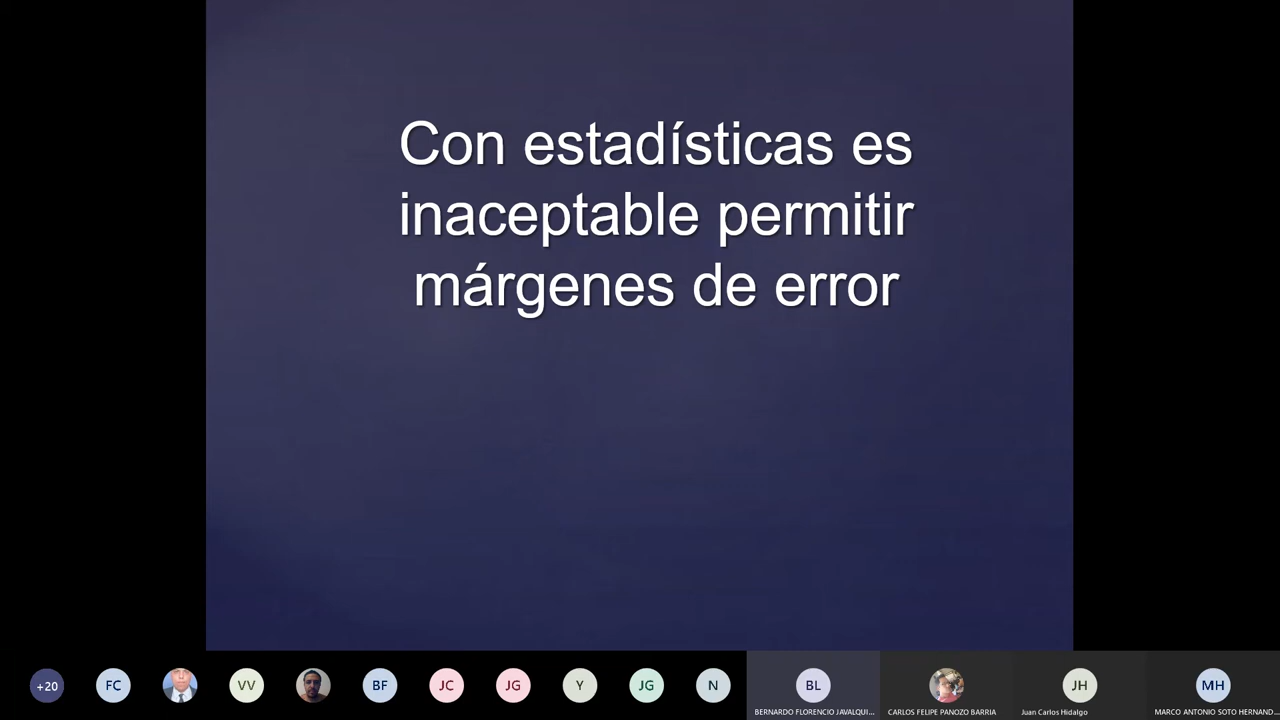 Con estadísticas es
inaceptable permitir
márgenes de error
+20
FC
VV
BF
JC
JG
Y
JG
N
BL
JH
MH
BERNARDO FLORENCIO JAVALQUI...
CARLOS FELIPE PANOZO BARRIA
Juan Carlos Hidalgo
MARCO ANTONIO SOTO HERNAND...